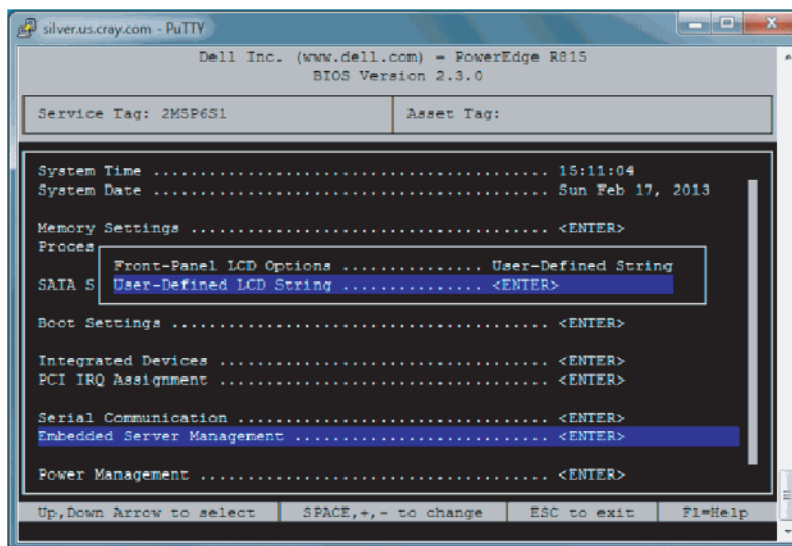 silver.us.cray.com - PuTTY
Dell Inc. (www.dell.com) - PowerEdge R815
BIOS Version 2.3.0
Service Tag: 2M5P6S1 Asset Tag:
System Time ........................................... 15:11:04
System Date ........................................... Sun Feb 17, 2013
Memory Settings ....................................... <ENTER>
Proces
Front-Panel LCD Options ............... User-Defined String
SATA S User-Defined LCD String ............... <ENTER>
Boot Settings ......................................... <ENTER>
Integrated Devices .................................... <ENTER>
PCI IRQ Assignment .................................... <ENTER>
Serial Communication .................................. <ENTER>
Embedded Server Management ............................ <ENTER>
Power Management ...................................... <ENTER>
Up,Down Arrow to select SPACE,+,- to change ESC to exit F1=Help